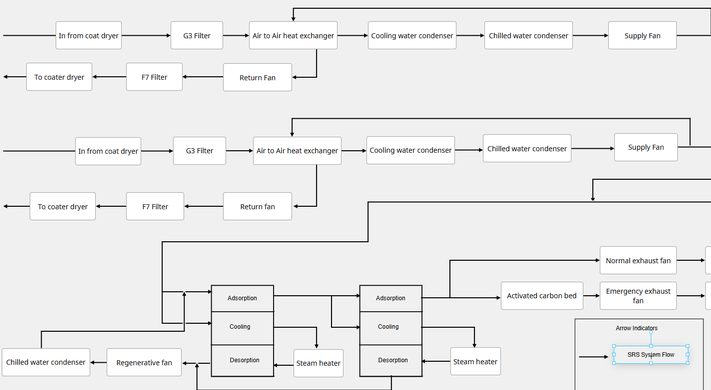 In from coat dryer
G3 Filter
Air to Air heat exchanger
Cooling water condenser
Chilled water condenser
Supply Fan
To coater dryer
F7 Filter
Return Fan
In from coat dryer
G3 Filter
Air to Air heat exchanger
Cooling water condenser
Chilled water condenser
Supply Fan
To coater dryer
F7 Filter
Return fan
Normal exhaust fan
Adsorption
Adsorption
Activated carbon bed
Emergency exhaust
fan
Cooling
Cooling
Arrow Indicators
Chilled water condenser
Regenerative fan
Desorption
Steam heater
Desorption
Steam heater
SRS Sysjem Flow